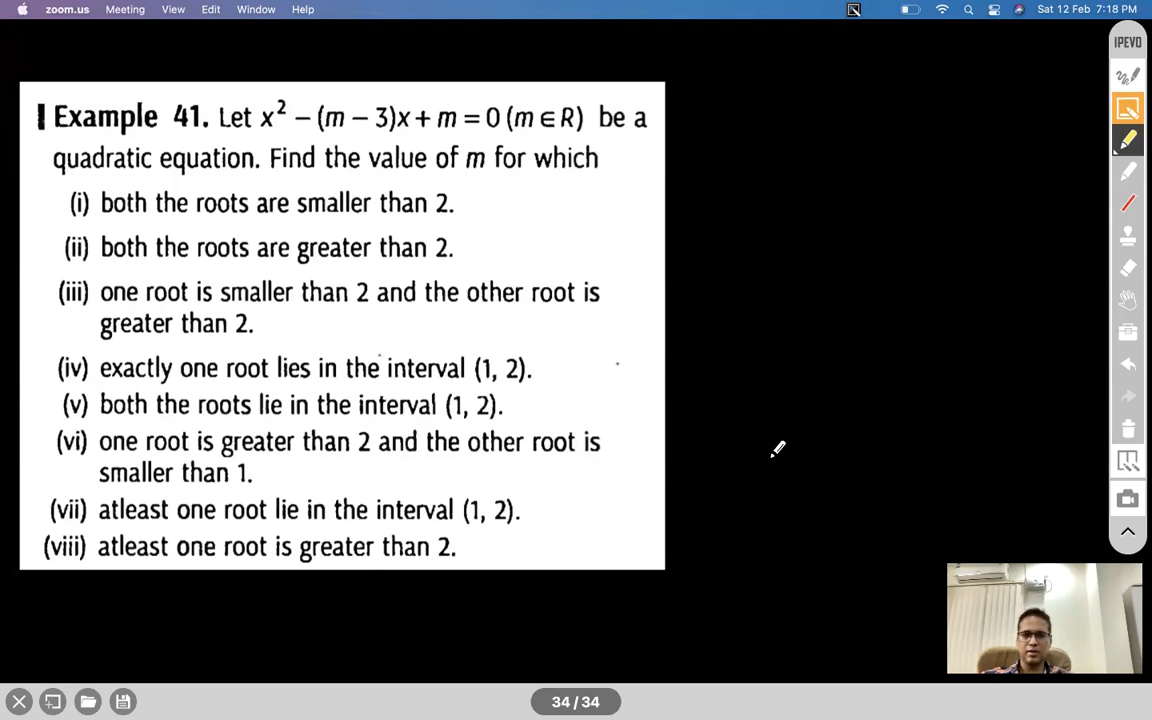 zoom.us Meeting View Edit Window Help Sat 12 Feb 7:18 PM
IPEVO
Example 41. Let x² − (m − 3)x + m = 0 (m ∈ R) be a
quadratic equation. Find the value of m for which
(i) both the roots are smaller than 2.
(ii) both the roots are greater than 2.
(iii) one root is smaller than 2 and the other root is
greater than 2.
(iv) exactly one root lies in the interval (1, 2).
(v) both the roots lie in the interval (1, 2).
(vi) one root is greater than 2 and the other root is
smaller than 1.
(vii) atleast one root lie in the interval (1, 2).
(viii) atleast one root is greater than 2.
34 / 34